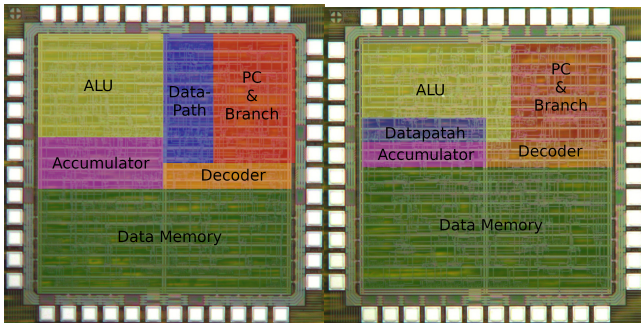 ALU
Data-
Path
PC
&
Branch
Accumulator
Decoder
Data Memory
ALU
PC
&
Branch
Datapatah
Accumulator
Decoder
Data Memory